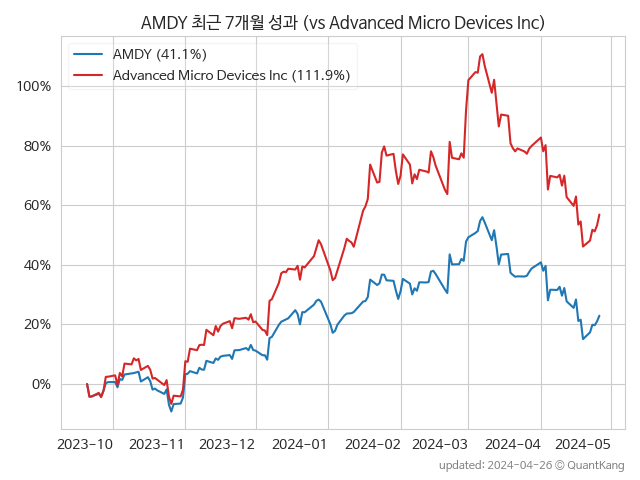 AMDY 최근 7개월 성과 (vs Advanced Micro Devices Inc)
AMDY (41.1%)
Advanced Micro Devices Inc (111.9%)
100%
80%
60%
40%
20%
0%
2023-10 2023-11 2023-12 2024-01 2024-02 2024-03 2024-04 2024-05
updated: 2024-04-26 © QuantKang